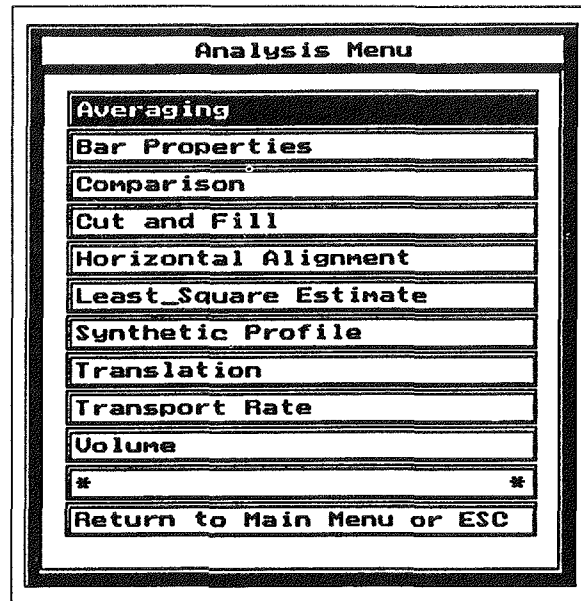 Analysis Menu
Averaging
Bar Properties
Comparison
Cut and Fill
Horizontal Alignment
Least_Square Estimate
Synthetic Profile
Translation
Transport Rate
Volume
* *
Return to Main Menu or ESC